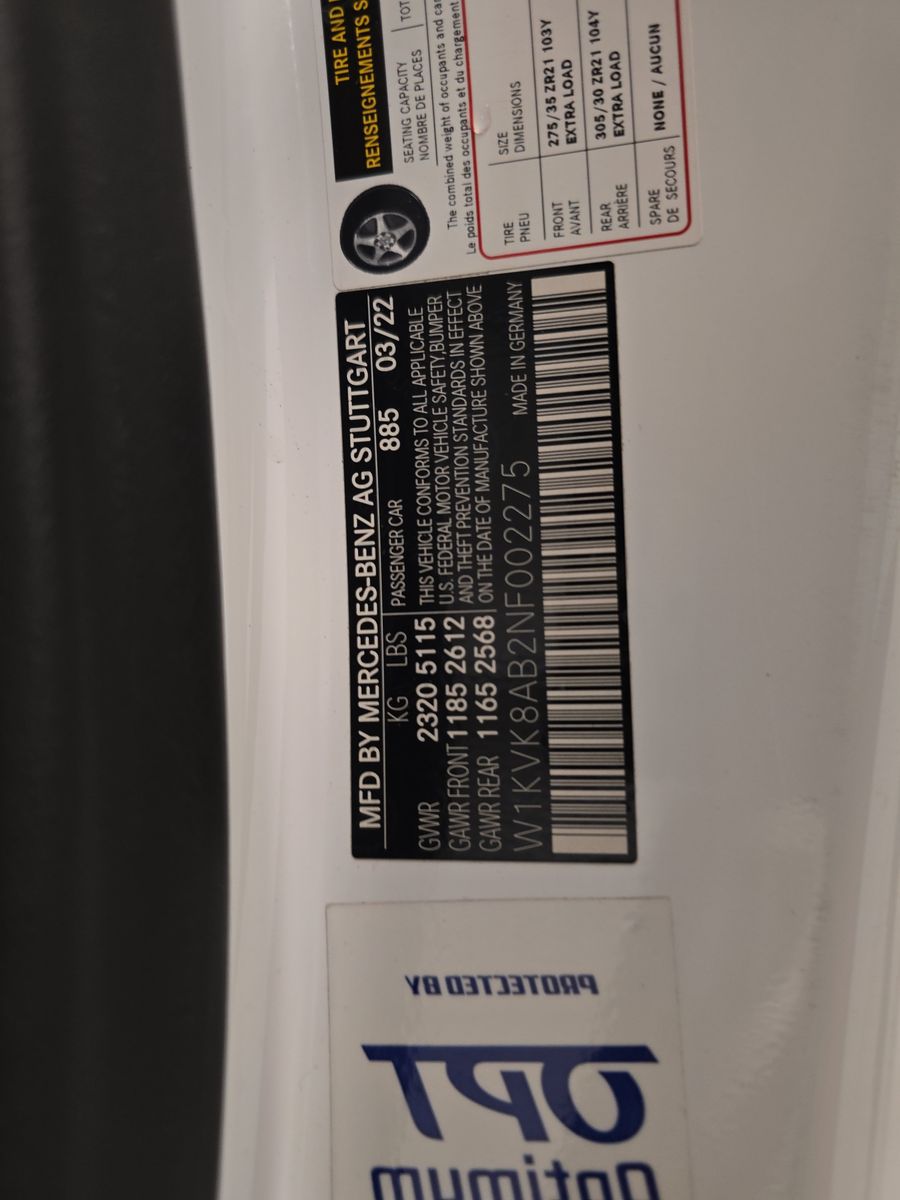 TIRE AND
RENSEIGNEMENTS S
SEATING CAPACITY
NOMBRE DE PLACES
TOT
The combined weight of occupants and
Le poids total des occupants et du chargement
TIRE SIZE
PNEU DIMENSIONS
FRONT 275/35 ZR21 103Y
AVANT EXTRA LOAD
REAR 305/30 ZR21 104Y
ARRIÈRE EXTRA LOAD
SPARE NONE / AUCUN
DE SECOURS
MFD BY MERCEDES-BENZ AG STUTTGART
KG LBS PASSENGER CAR 885 03/22
GVWR 2320 5115 THIS VEHICLE CONFORMS TO ALL APPLICABLE
GAWR FRONT 1185 2612 U.S. FEDERAL MOTOR VEHICLE SAFETY,BUMPER
GAWR REAR 1165 2568 AND THEFT PREVENTION STANDARDS IN EFFECT
ON THE DATE OF MANUFACTURE SHOWN ABOVE
W1KVK8AB2NF002275 MADE IN GERMANY
PROTECTED BY
OPT
Optimum